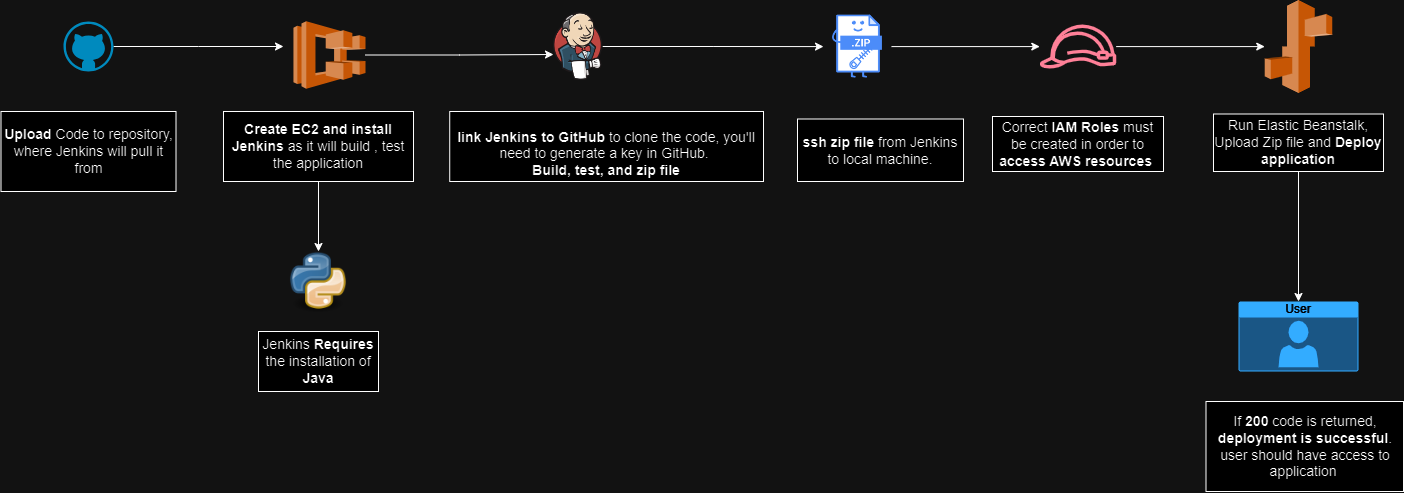 .ZIP
Upload Code to repository,
where Jenkins will pull it
from
Create EC2 and install
Jenkins as it will build , test
the application
link Jenkins to GitHub to clone the code, you'll
need to generate a key in GitHub.
Build, test, and zip file
ssh zip file from Jenkins
to local machine.
Correct IAM Roles must
be created in order to
access AWS resources
Run Elastic Beanstalk,
Upload Zip file and Deploy
application
Jenkins Requires
the installation of
Java
User
If 200 code is returned,
deployment is successful.
user should have access to
application